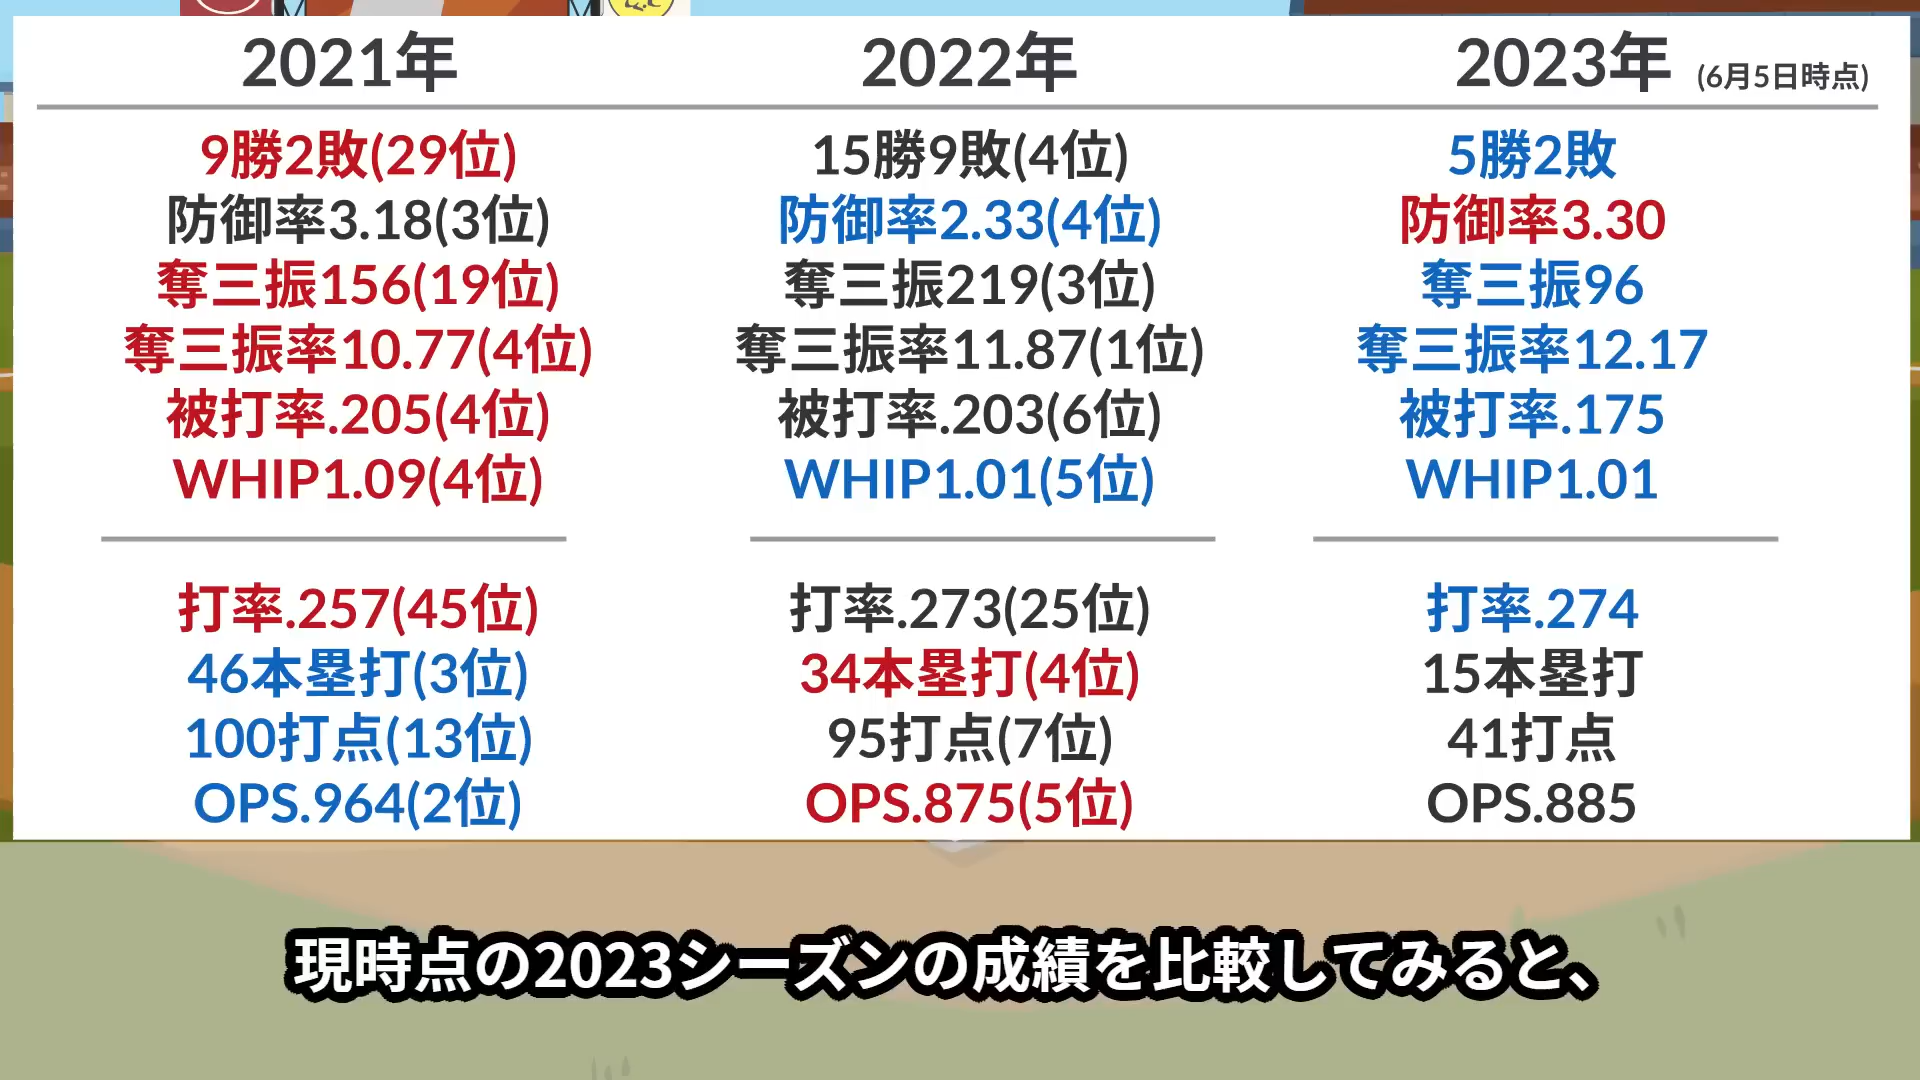 2021年
9勝2敗(29位)
防御率3.18(3位)
奪三振156(19位)
奪三振率10.77(4位)
被打率.205(4位)
WHIP1.09(4位)
打率.257(45位)
46本塁打(3位)
100打点(13位)
OPS.964(2位)
2022年
15勝9敗(4位)
防御率2.33(4位)
奪三振219(3位)
奪三振率11.87(1位)
被打率.203(6位)
WHIP1.01(5位)
打率.273(25位)
34本塁打(4位)
95打点(7位)
OPS.875(5位)
2023年 (6月5日時点)
5勝2敗
防御率3.30
奪三振96
奪三振率12.17
被打率.175
WHIP1.01
打率.274
15本塁打
41打点
OPS.885
現時点の2023シーズンの成績を比較してみると、